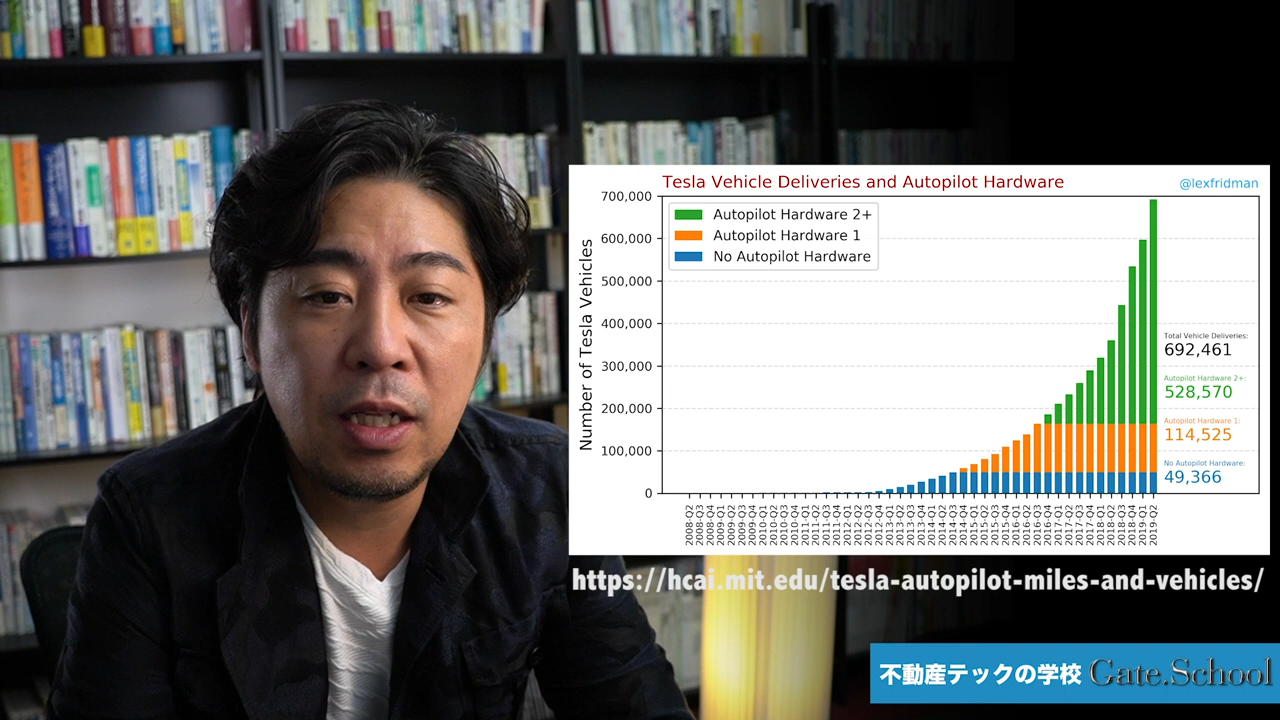 Tesla Vehicle Deliveries and Autopilot Hardware
@lexfridman
Number of Tesla Vehicles
700,000
600,000
500,000
400,000
300,000
200,000
100,000
0
Autopilot Hardware 2+
Autopilot Hardware 1
No Autopilot Hardware
Total Vehicle Deliveries:
692,461
Autopilot Hardware 2+:
528,570
Autopilot Hardware 1:
114,525
No Autopilot Hardware:
49,366
2008-Q2
2008-Q3
2008-Q4
2009-Q1
2009-Q2
2009-Q3
2009-Q4
2010-Q1
2010-Q2
2010-Q3
2010-Q4
2011-Q1
2011-Q2
2011-Q3
2011-Q4
2012-Q1
2012-Q2
2012-Q3
2012-Q4
2013-Q1
2013-Q2
2013-Q3
2013-Q4
2014-Q1
2014-Q2
2014-Q3
2014-Q4
2015-Q1
2015-Q2
2015-Q3
2015-Q4
2016-Q1
2016-Q2
2016-Q3
2016-Q4
2017-Q1
2017-Q2
2017-Q3
2017-Q4
2018-Q1
2018-Q2
2018-Q3
2018-Q4
2019-Q1
2019-Q2
https://hcai.mit.edu/tesla-autopilot-miles-and-vehicles/
不動産テックの学校 Gate.School